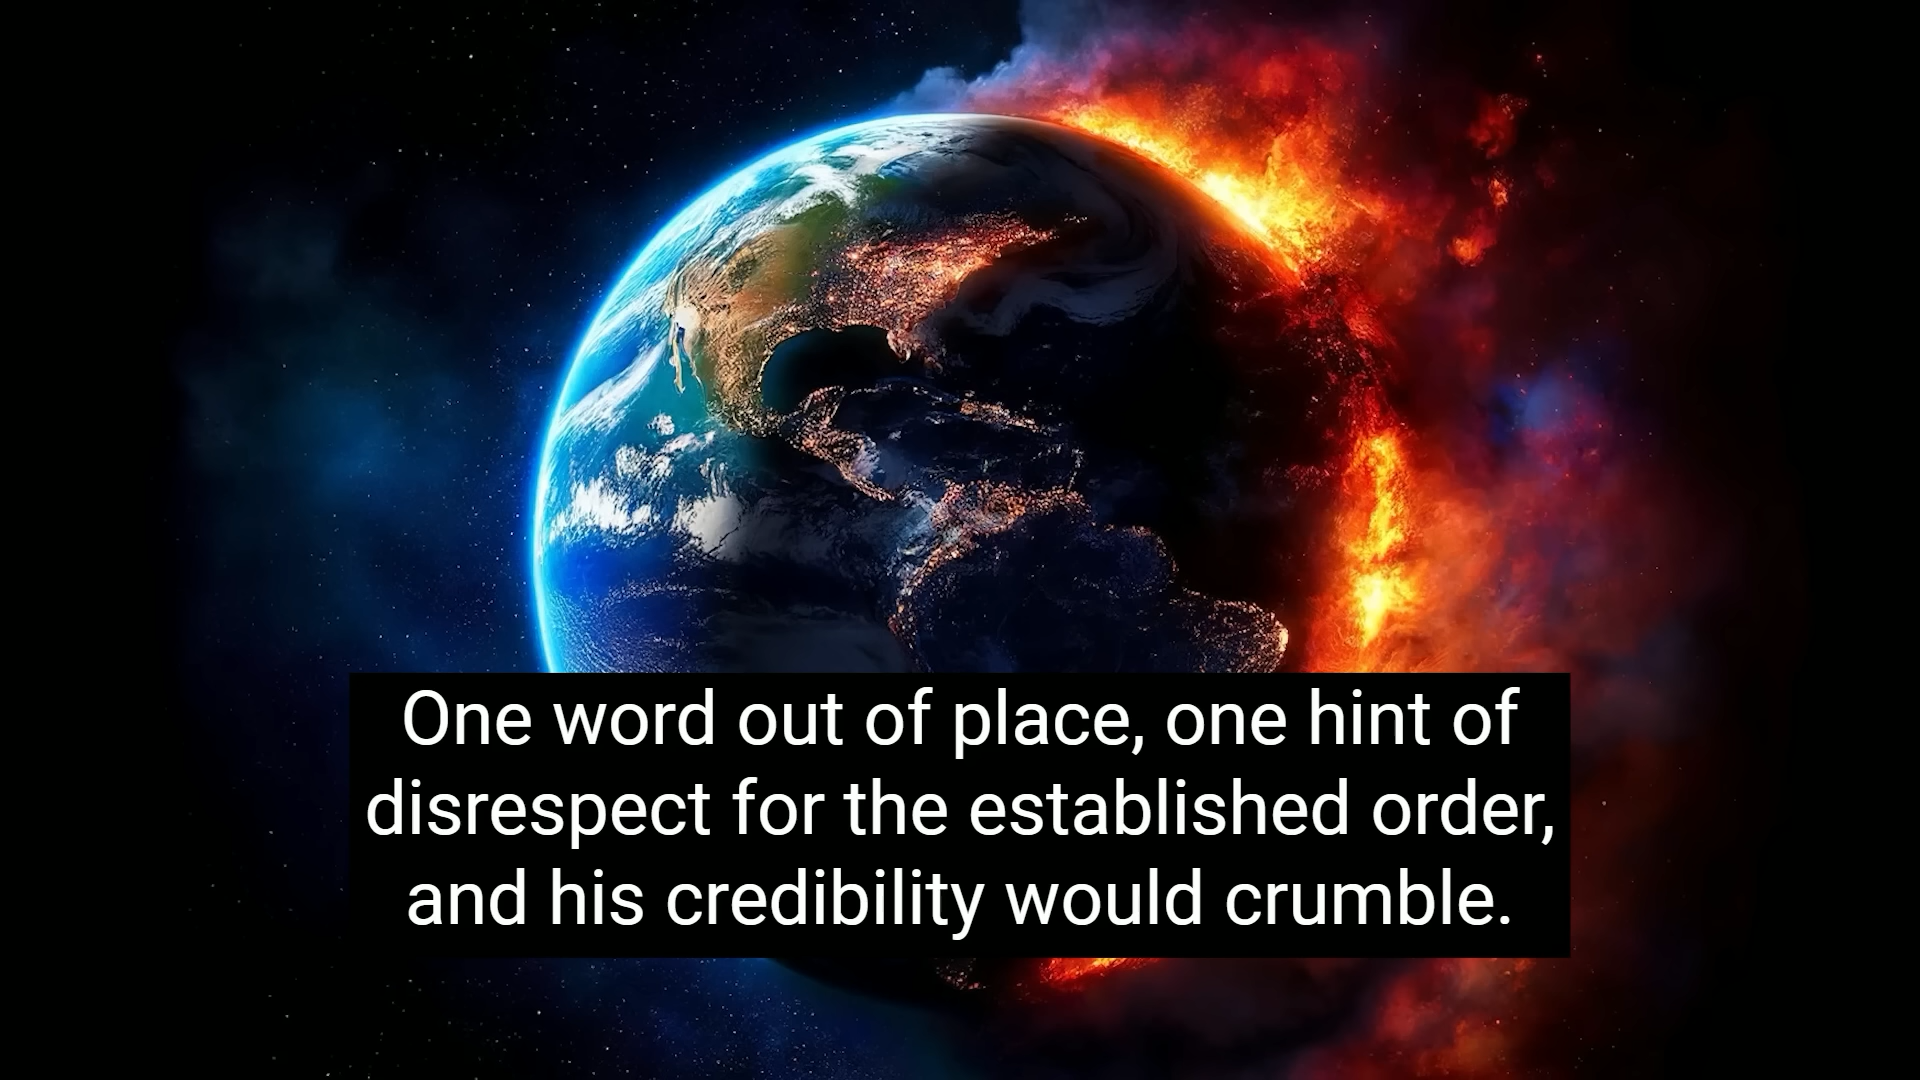 One word out of place, one hint of
disrespect for the established order,
and his credibility would crumble.